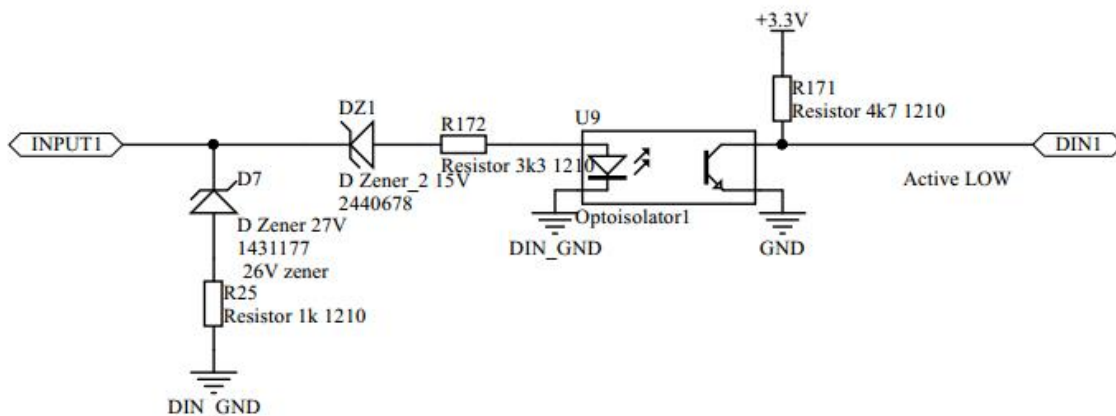 +3.3V
R171
Resistor 4k7 1210
DZ1
U9
R172
INPUT1
DIN1
Resistor 3k3 1210
D Zener_2 15V
2440678
D7
Active LOW
D Zener 27V
1431177
26V zener
Optoisolator1
DIN_GND
GND
R25
Resistor 1k 1210
DIN_GND